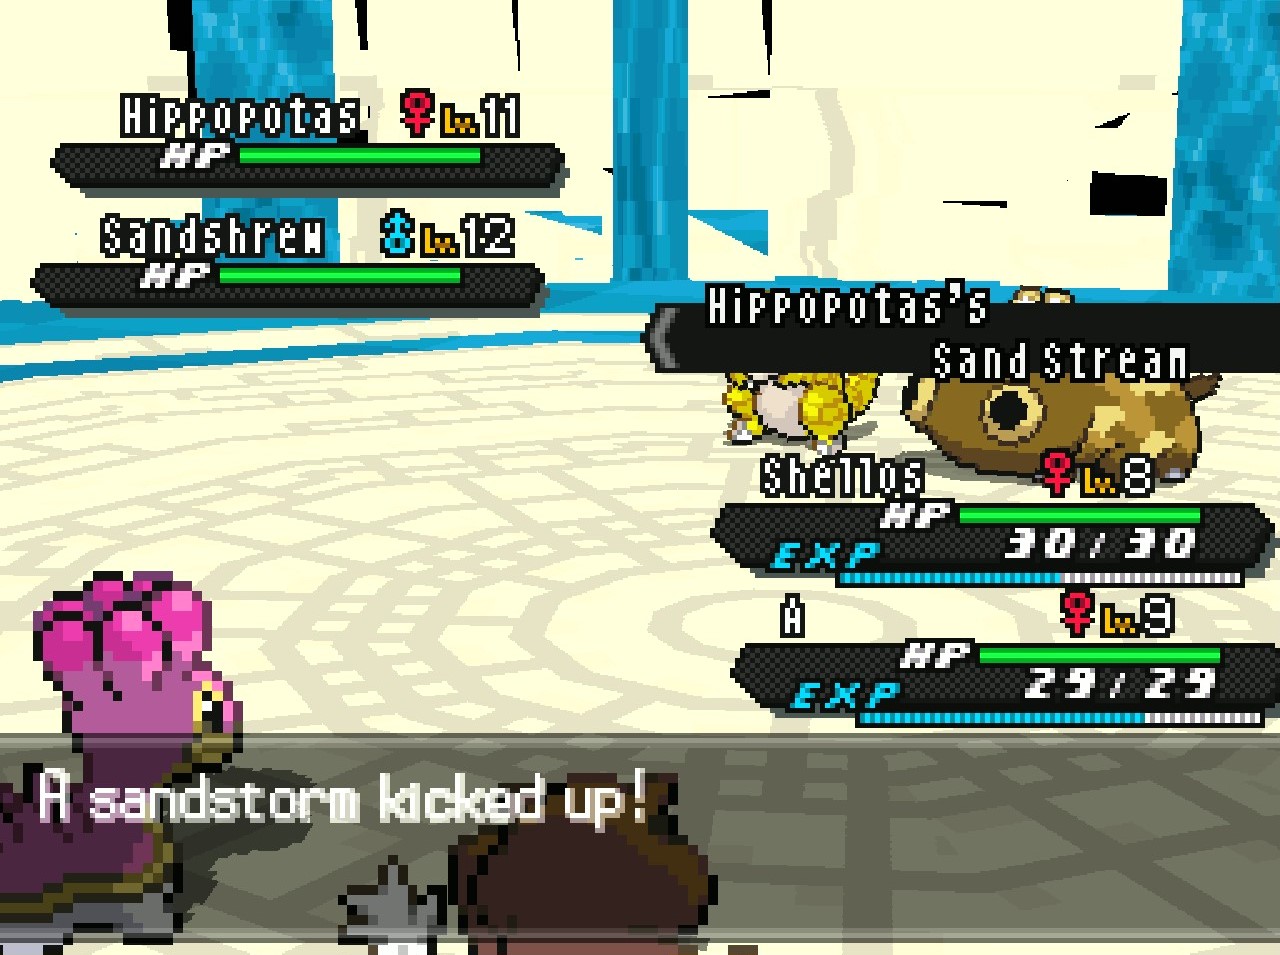 Hippopotas ♀ Lv.11
HP
Sandshrew ♂ Lv.12
HP
Hippopotas's
Sand Stream
Shellos ♀ Lv.8
HP
30/30
EXP
A ♀ Lv.9
HP
29/29
EXP
A sandstorm kicked up!